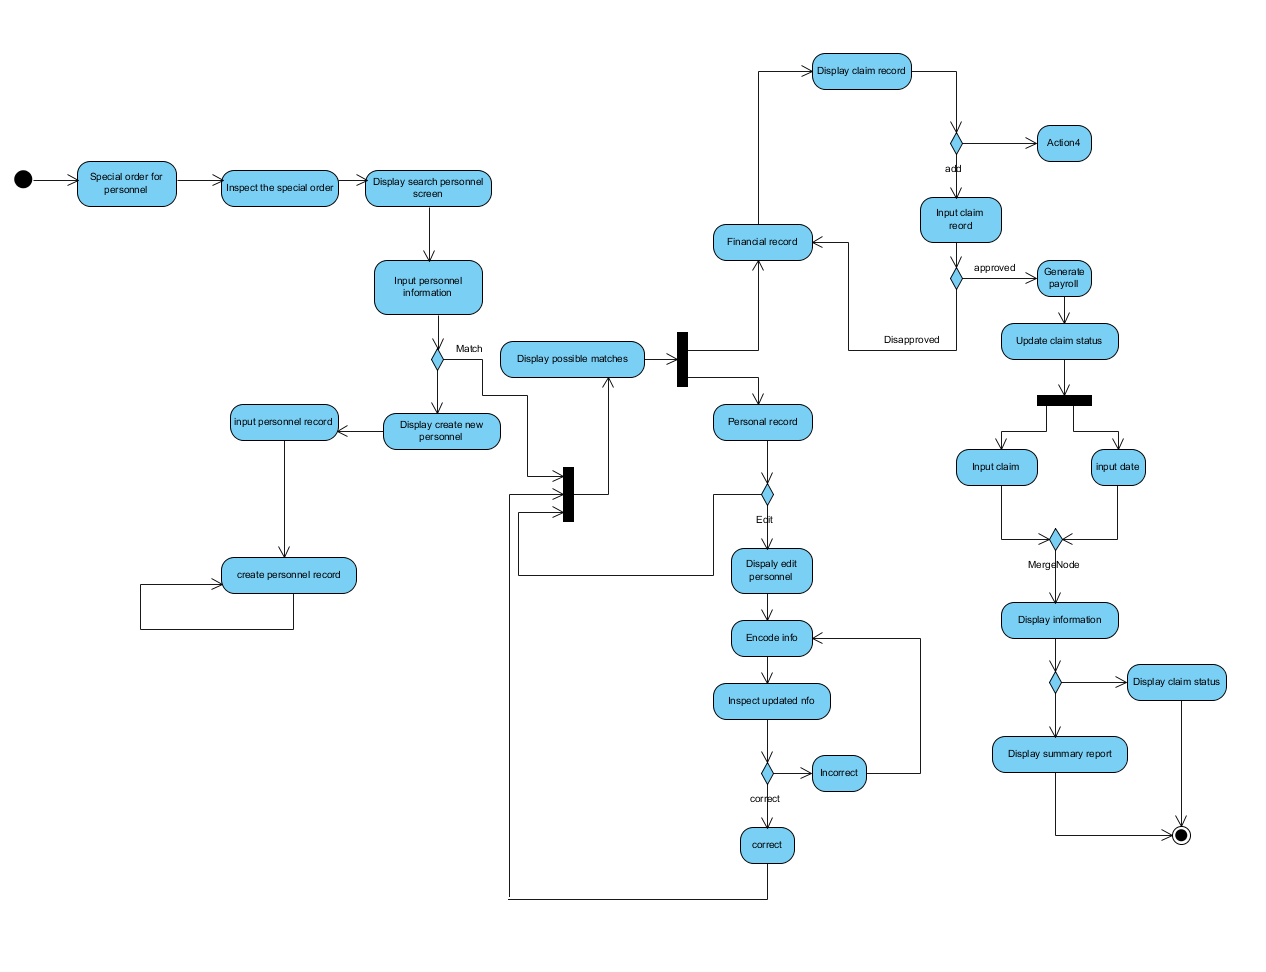 Display claim record
Action4
add
Special order for
personnel
Inspect the special order
Display search personnel
screen
Input claim
reord
Financial record
approved
Generate
payroll
Input personnel
information
Disapproved
Update claim status
Match
Display possible matches
input personnel record
Display create new
personnel
Personal record
Input claim
input date
Edit
MergeNode
Dispaly edit
personnel
create personnel record
Display information
Encode info
Display claim status
Inspect updated nfo
Display summary report
Incorrect
correct
correct